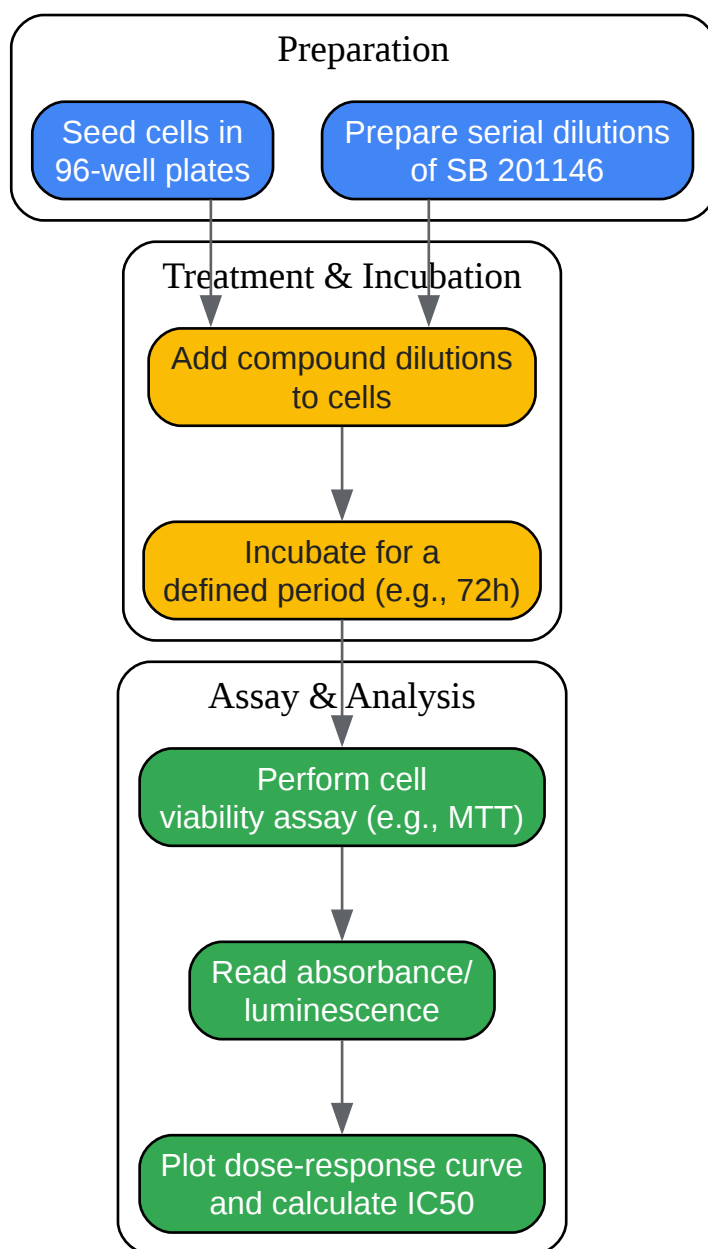 Preparation
Seed cells in
96-well plates
Prepare serial dilutions
of SB 201146
Treatment & Incubation
Add compound dilutions
to cells
Incubate for a
defined period (e.g., 72h)
Assay & Analysis
Perform cell
viability assay (e.g., MTT)
Read absorbance/
luminescence
Plot dose-response curve
and calculate IC50